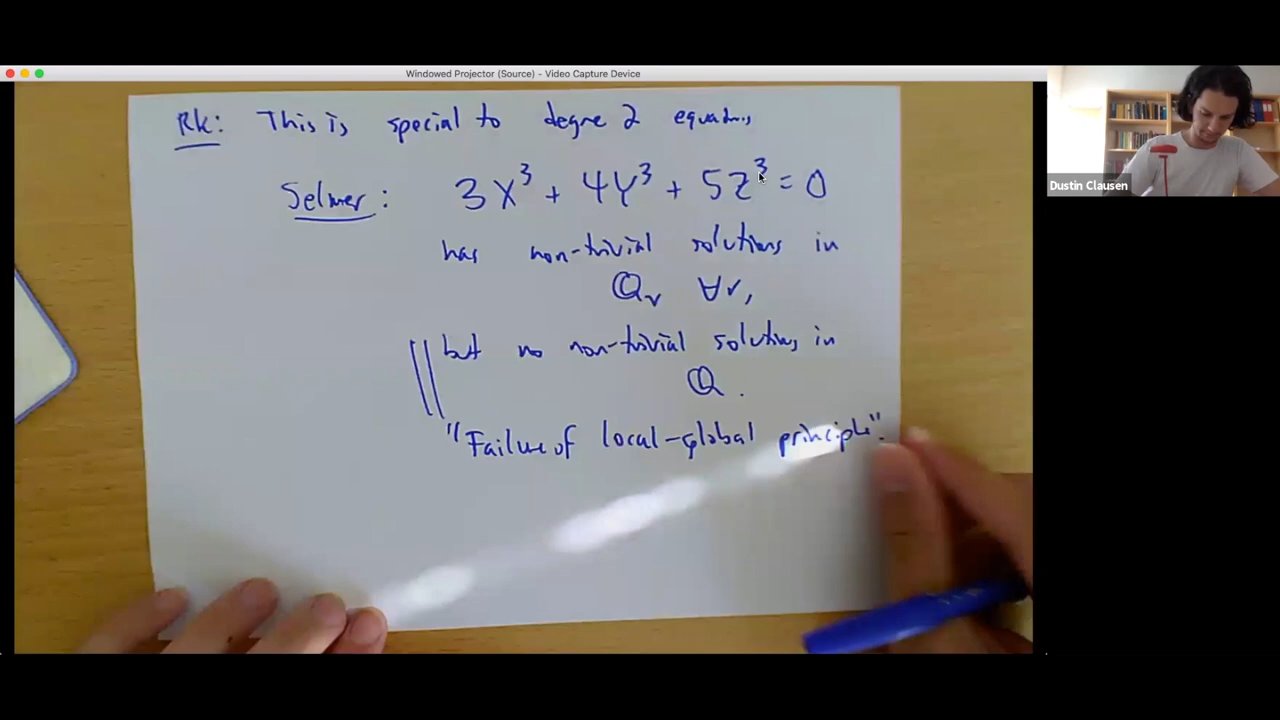 Windowed Projector (Source) - Video Capture Device
Dustin Clausen
Rk: This is special to degre 2 equations
Selmer: 3X³ + 4Y³ + 5Z³ = 0
has non-trivial solutions in
ℚᵥ ∀v,
but no non-trivial solutions in
ℚ.
"Failure of local-global principle".